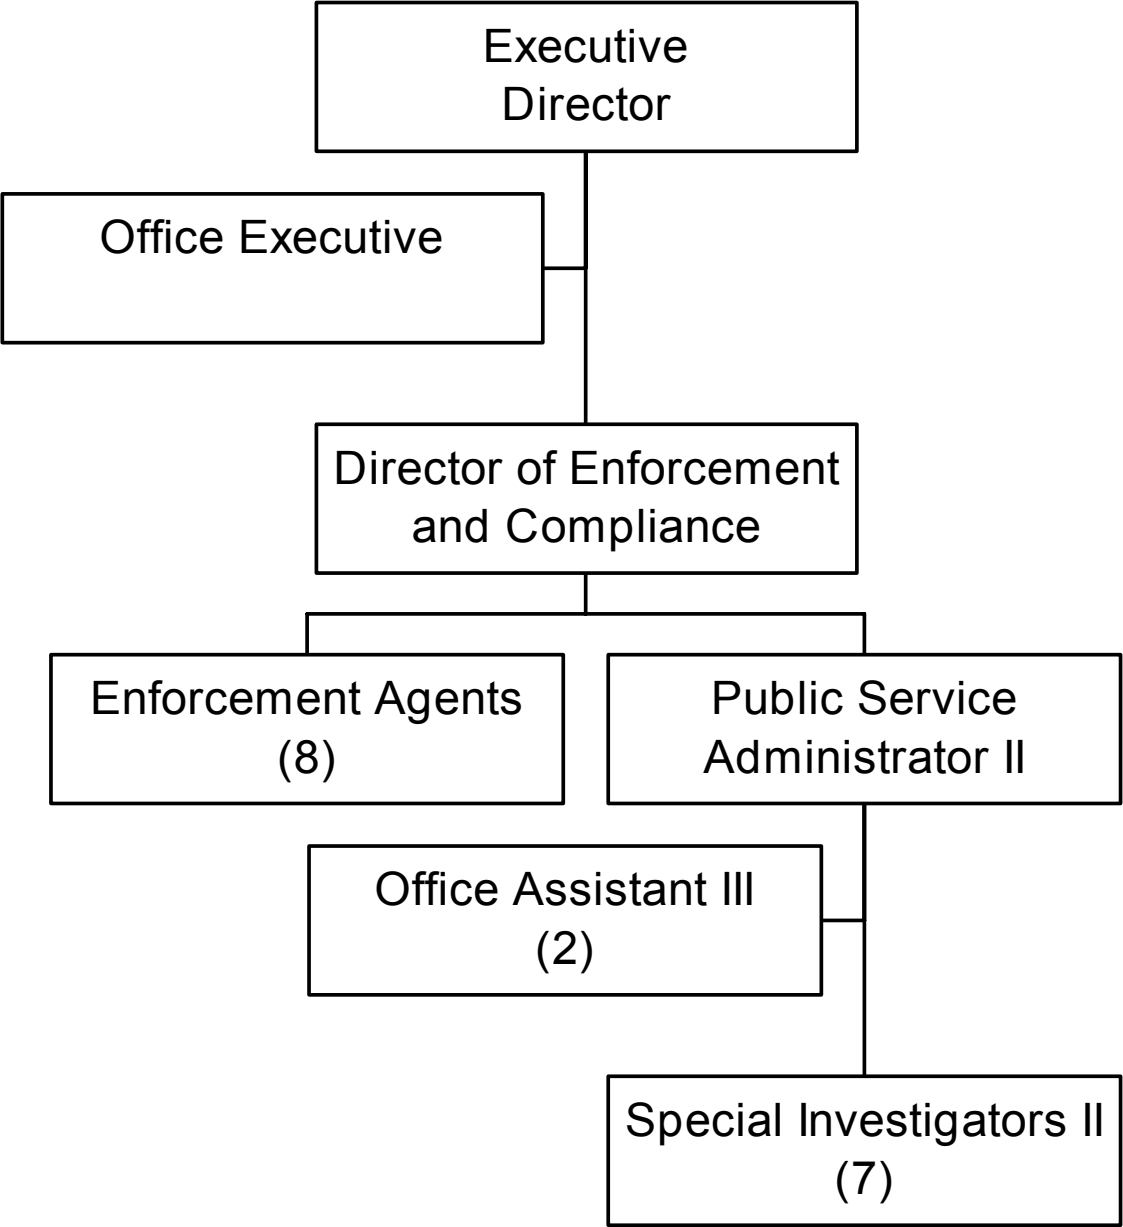 Executive
Director
Office Executive
Director of Enforcement
and Compliance
Enforcement Agents
(8)
Public Service
Administrator II
Office Assistant III
(2)
Special Investigators II
(7)